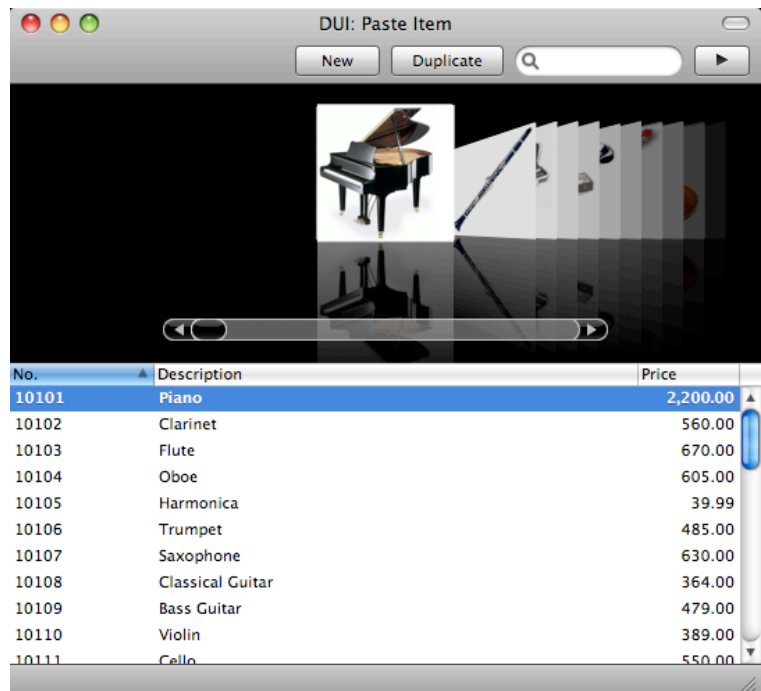 DUI: Paste Item
New Duplicate
No. Description Price
10101 Piano 2,200.00
10102 Clarinet 560.00
10103 Flute 670.00
10104 Oboe 605.00
10105 Harmonica 39.99
10106 Trumpet 485.00
10107 Saxophone 630.00
10108 Classical Guitar 364.00
10109 Bass Guitar 479.00
10110 Violin 389.00
10111 Cello 550.00